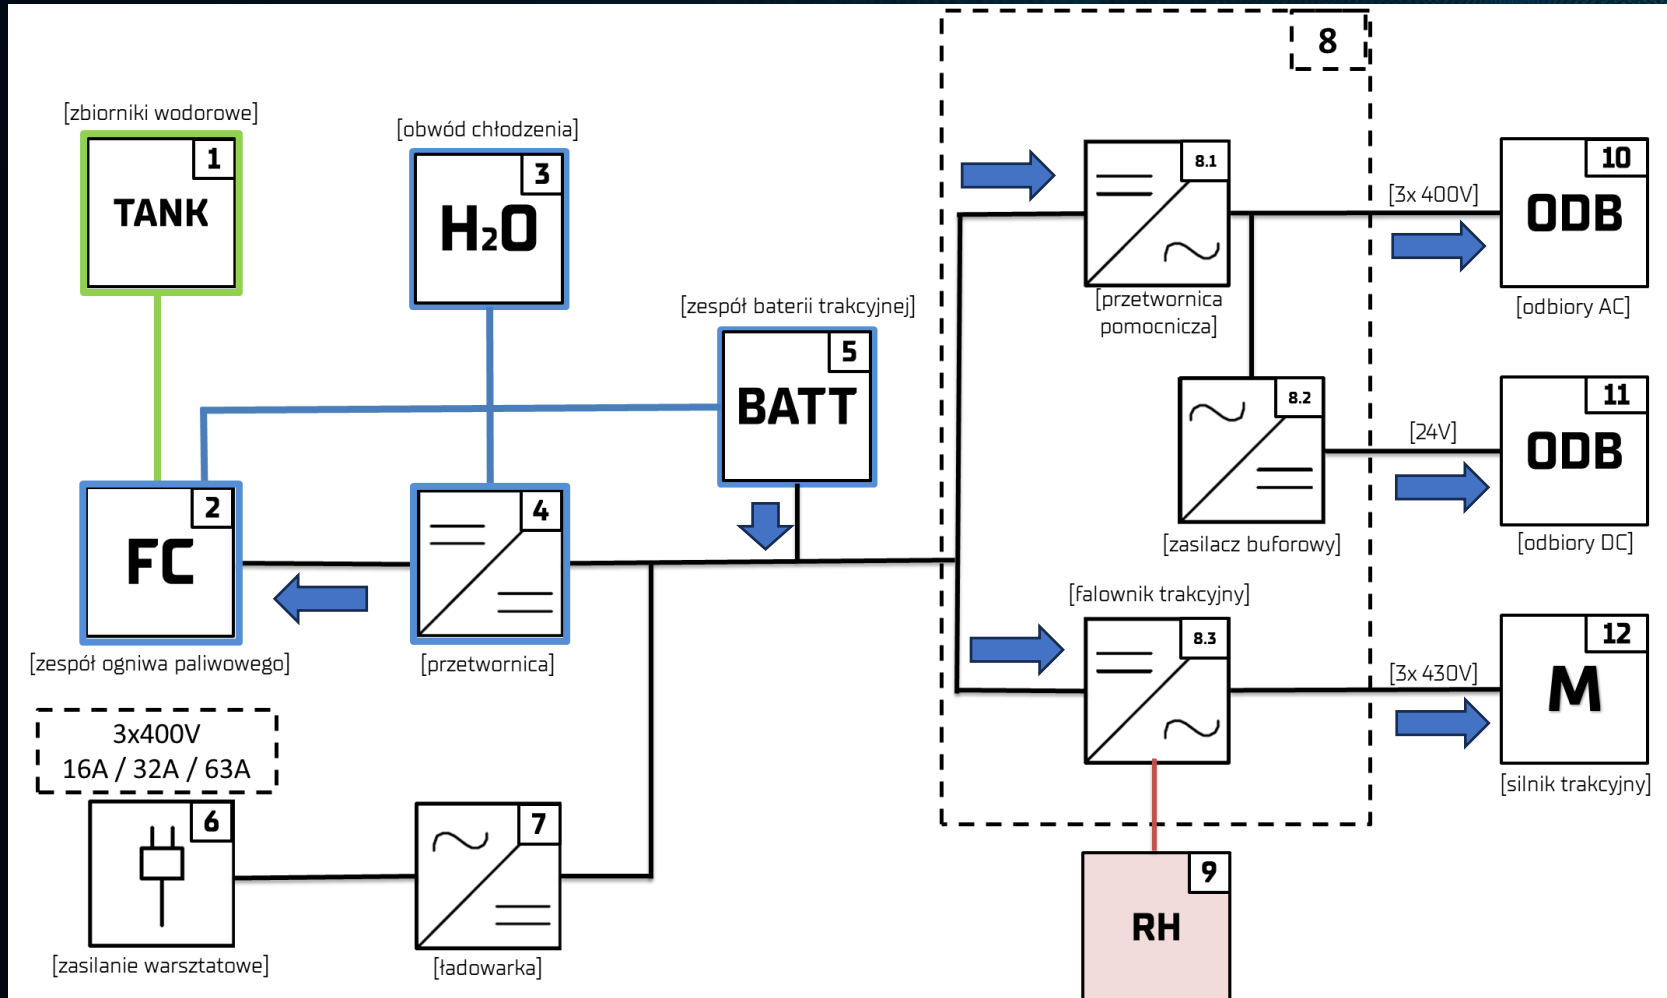 8
[zbiorniki wodorowe]
1
TANK
[obwód chłodzenia]
3
H₂O
[zespół baterii trakcyjnej]
5
BATT
8.1
[przetwornica
pomocnicza]
[3x 400V]
10
ODB
[odbiory AC]
8.2
[zasilacz buforowy]
[24V]
11
ODB
[odbiory DC]
2
FC
[zespół ogniwa paliwowego]
4
[przetwornica]
[falownik trakcyjny]
8.3
[3x 430V]
12
M
[silnik trakcyjny]
3x400V
16A / 32A / 63A
6
[zasilanie warsztatowe]
7
[ładowarka]
9
RH